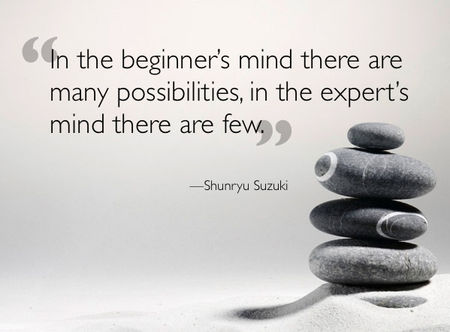 “In the beginner’s mind there are
many possibilities, in the expert’s
mind there are few.”
—Shunryu Suzuki